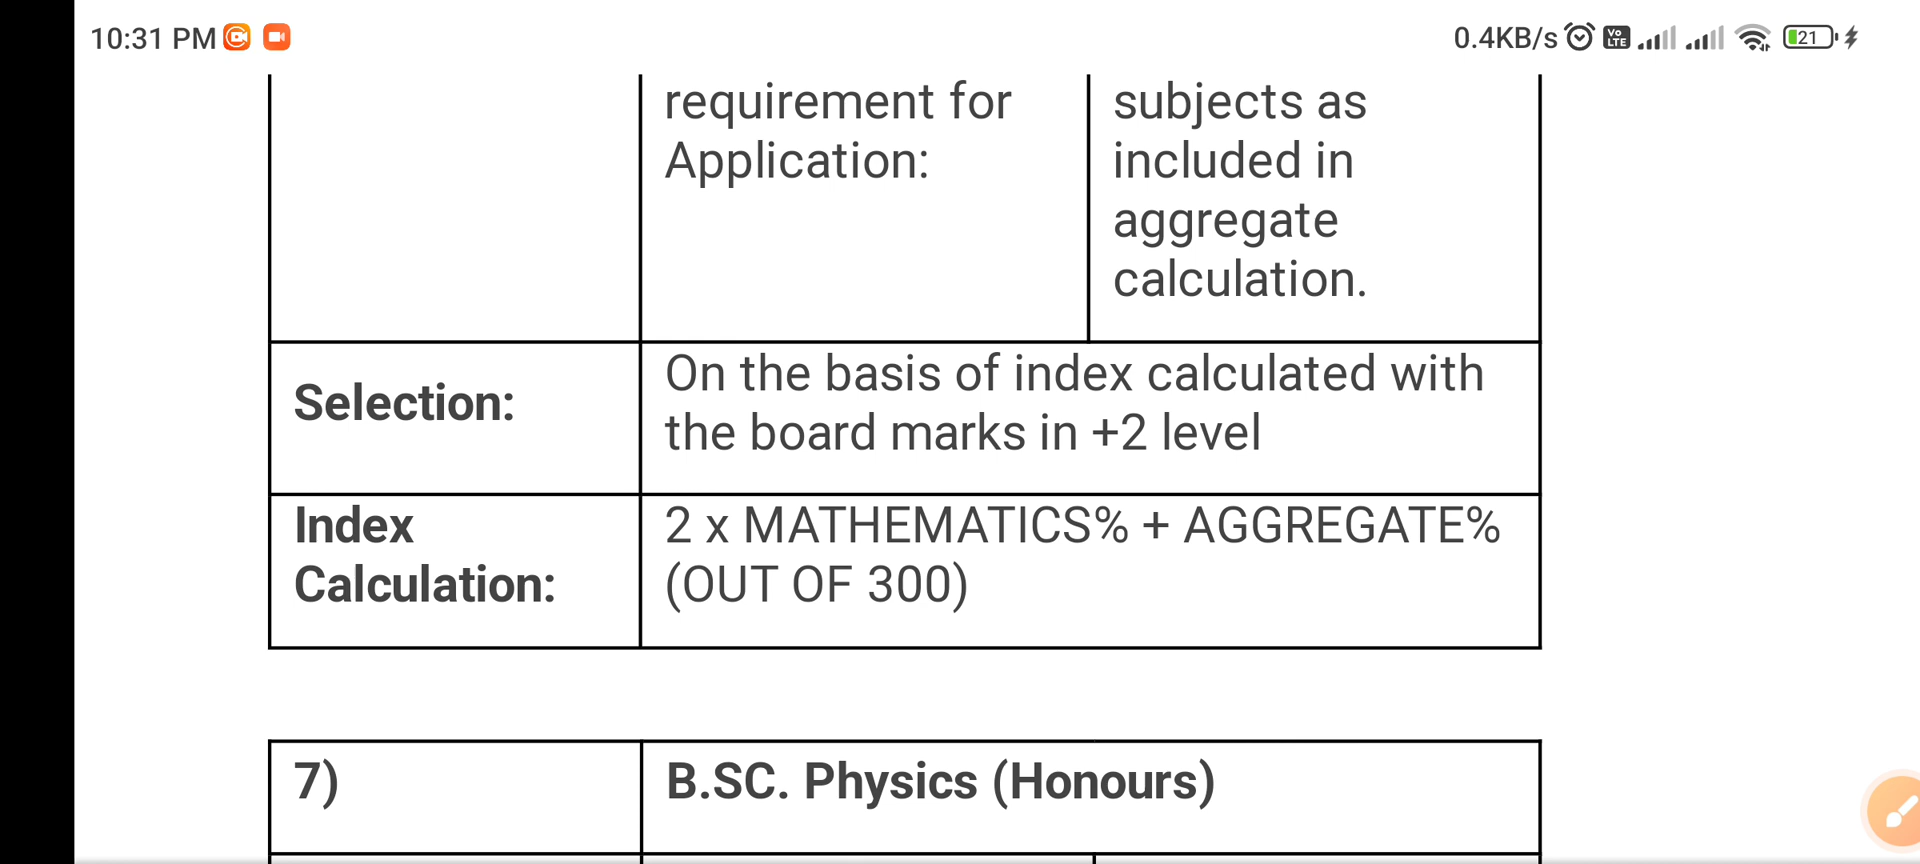 10:31 PM
0.4KB/s Vo LTE 21
requirement for
Application:
subjects as
included in
aggregate
calculation.
Selection:
On the basis of index calculated with
the board marks in +2 level
Index
Calculation:
2 x MATHEMATICS% + AGGREGATE%
(OUT OF 300)
7)
B.SC. Physics (Honours)